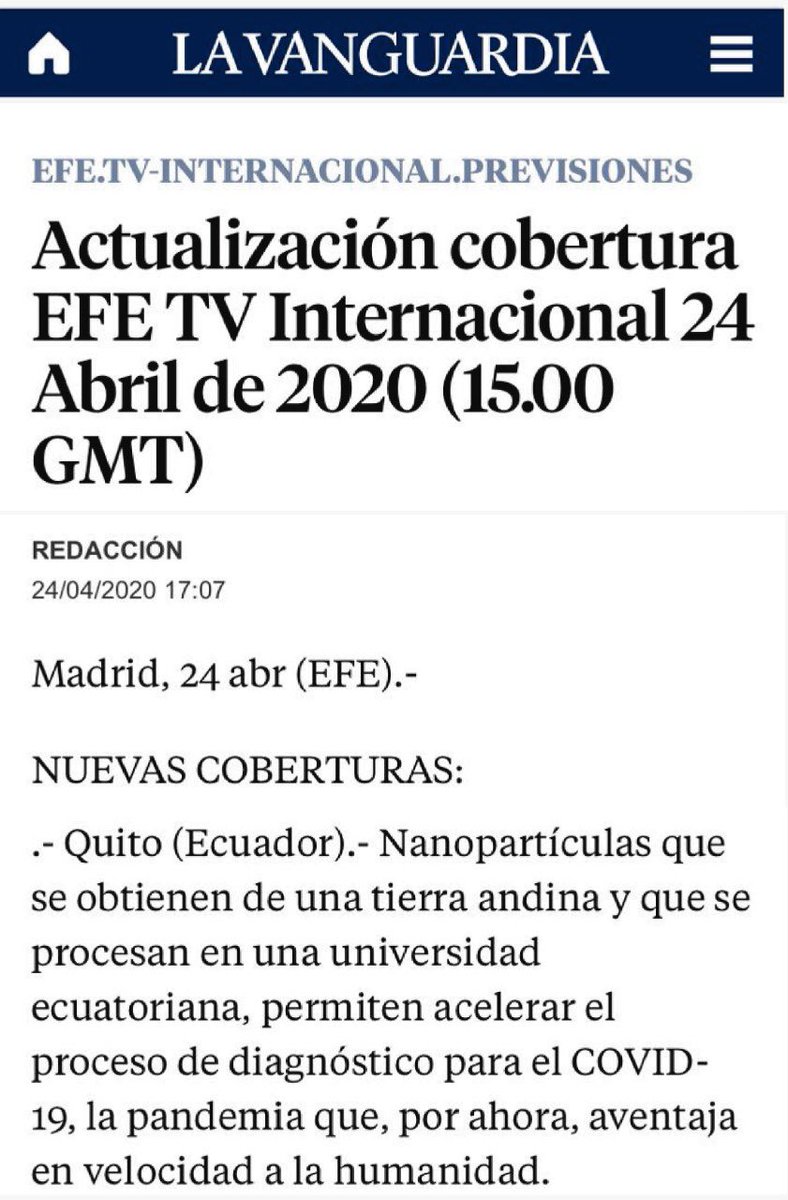 LA VANGUARDIA
EFE.TV-INTERNACIONAL.PREVISIONES
Actualización cobertura
EFE TV Internacional 24
Abril de 2020 (15.00
GMT)
REDACCIÓN
24/04/2020 17:07
Madrid, 24 abr (EFE).-
NUEVAS COBERTURAS:
.- Quito (Ecuador).- Nanopartículas que
se obtienen de una tierra andina y que se
procesan en una universidad
ecuatoriana, permiten acelerar el
proceso de diagnóstico para el COVID-
19, la pandemia que, por ahora, aventaja
en velocidad a la humanidad.